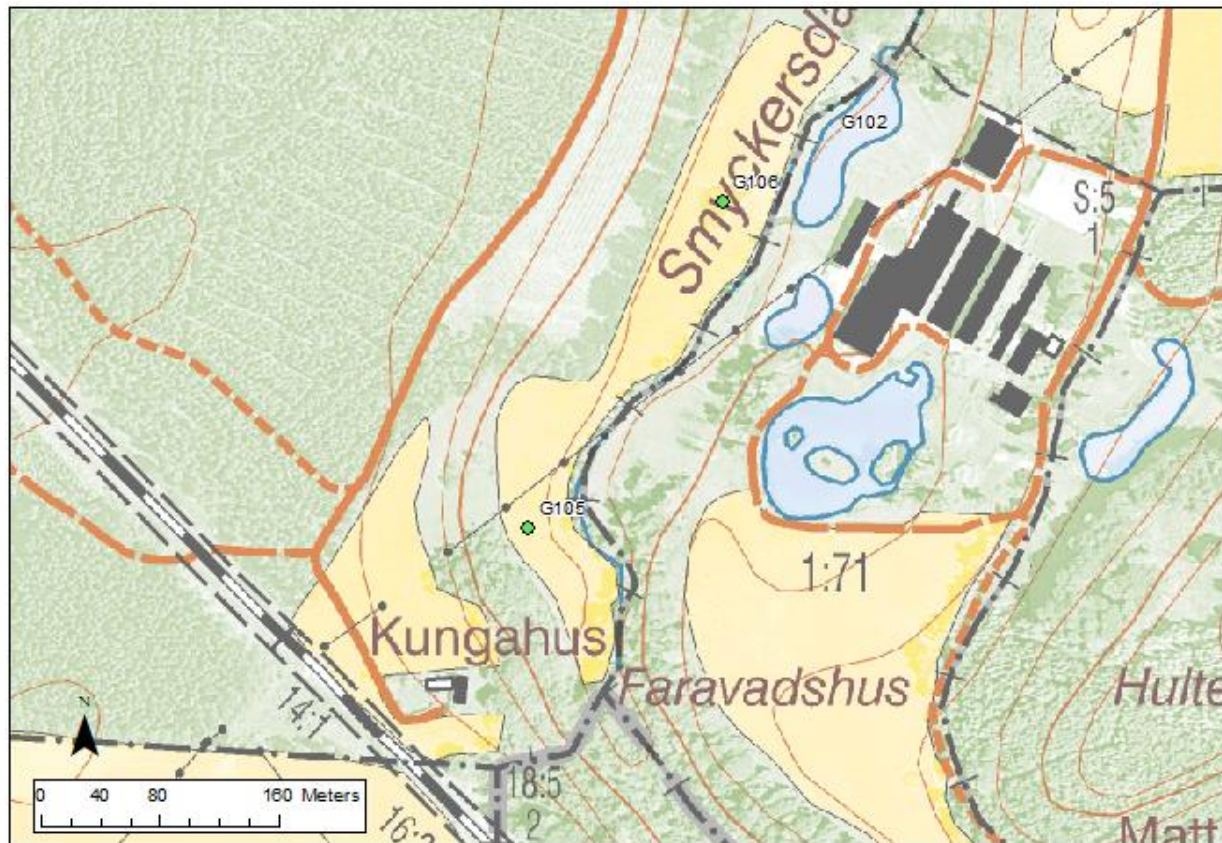 Smyckersda
G102
G106
S:5
1
G105
1:71
Kungahus
Faravadshus
Hulte
14:1
N
18:5
2
0 40 80 160 Meters
16:2
Matt